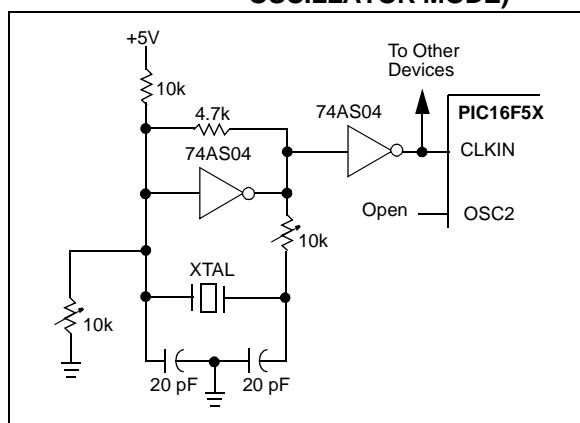 OSCILLATOR MODE)
+5V
10k
4.7k
74AS04
74AS04
To Other
Devices
PIC16F5X
CLKIN
Open
OSC2
10k
XTAL
10k
20 pF
20 pF